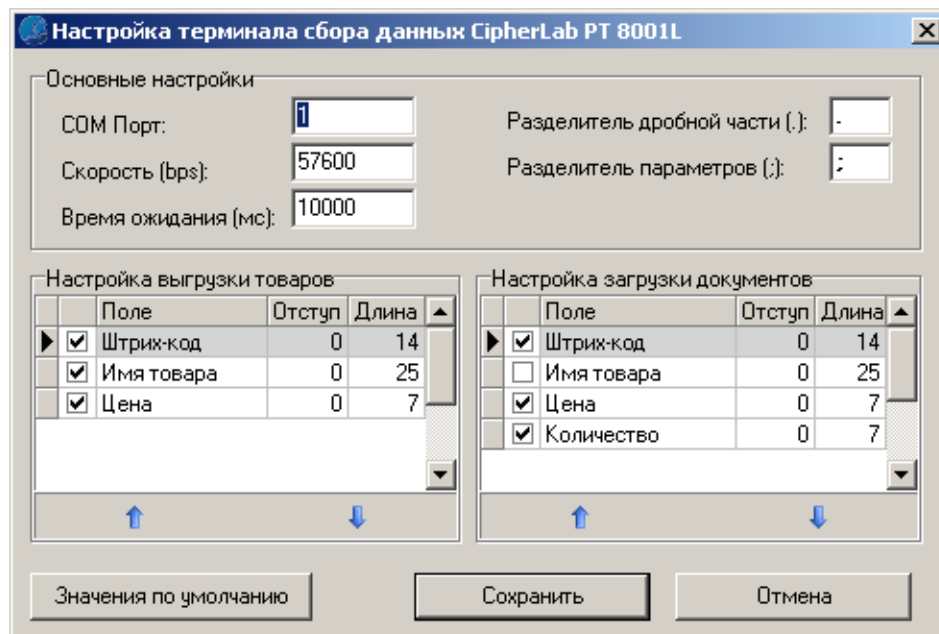 Настройка терминала сбора данных CipherLab PT 8001L
Основные настройки
COM Порт: 1
Разделитель дробной части (.): .
Скорость (bps): 57600
Разделитель параметров (;): ;
Время ожидания (мс): 10000
Настройка выгрузки товаров
Поле Отступ Длина
Штрих-код 0 14
Имя товара 0 25
Цена 0 7
Настройка загрузки документов
Поле Отступ Длина
Штрих-код 0 14
Имя товара 0 25
Цена 0 7
Количество 0 7
Значения по умолчанию
Сохранить
Отмена